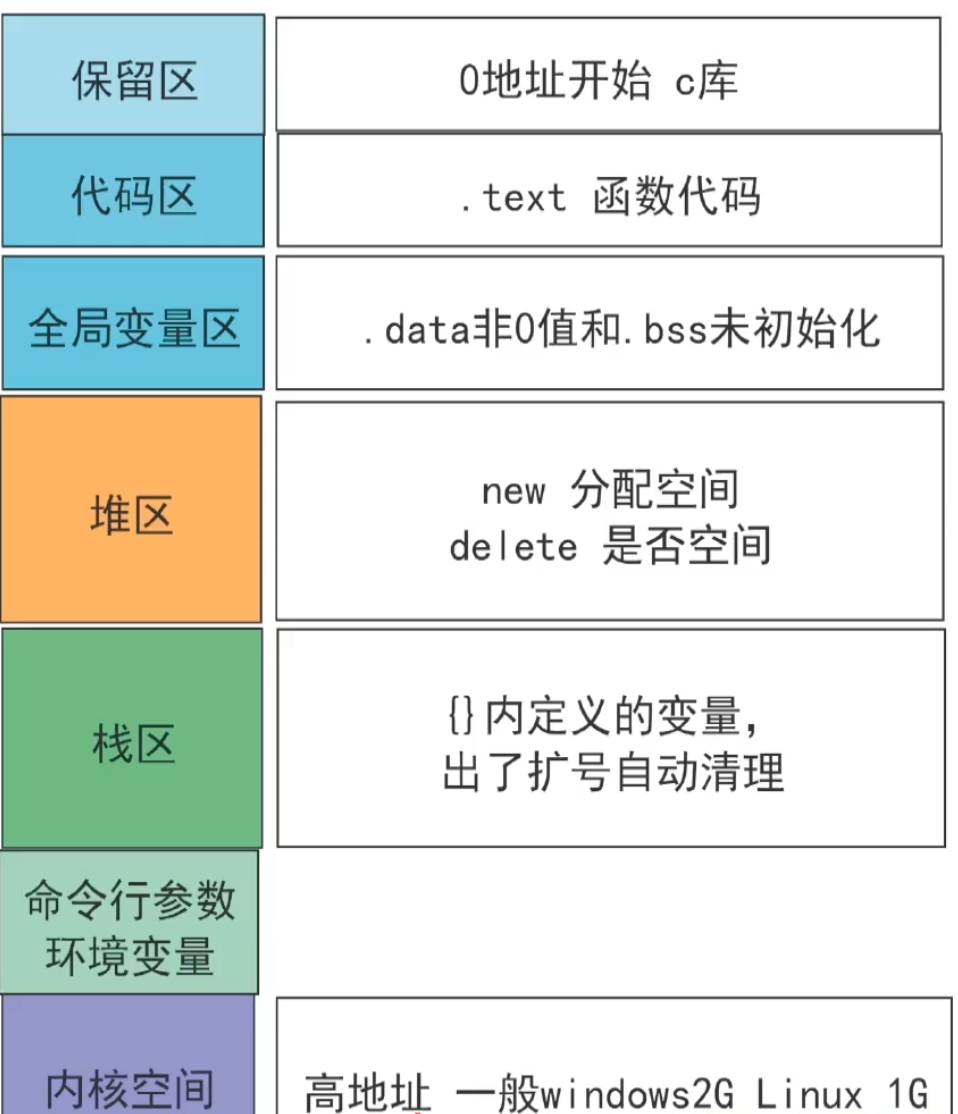 保留区
0地址开始 c库
代码区
.text 函数代码
全局变量区
.data非0值和.bss未初始化
堆区
new 分配空间
delete 是否空间
栈区
{}内定义的变量,
出了扩号自动清理
命令行参数
环境变量
内核空间
高地址 一般windows2G Linux 1G